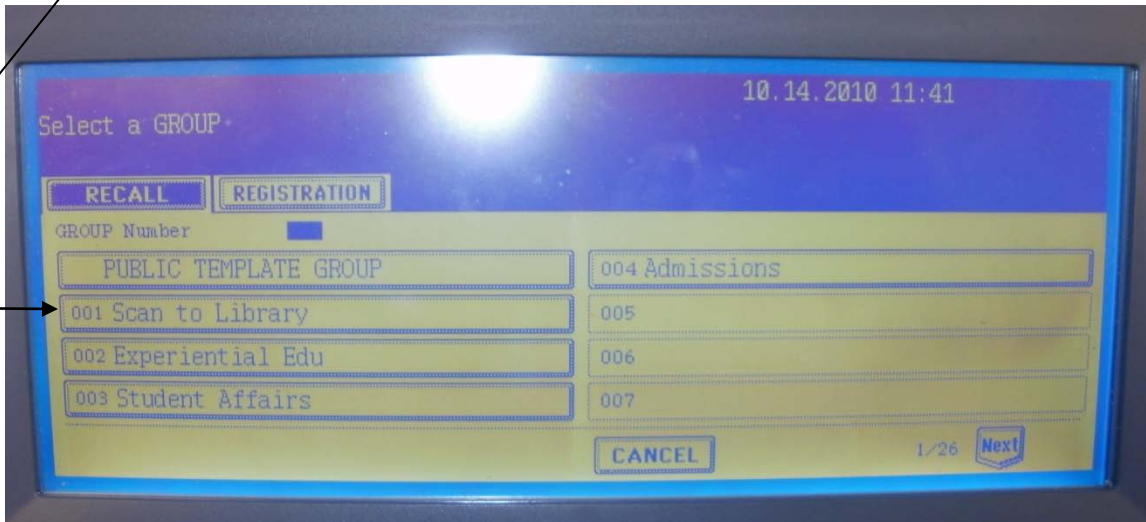 10.14.2010 11:41
Select a GROUP
RECALL REGISTRATION
GROUP Number
PUBLIC TEMPLATE GROUP
001 Scan to Library
002 Experiential Edu
003 Student Affairs
004 Admissions
005
006
007
CANCEL 1/26 Next